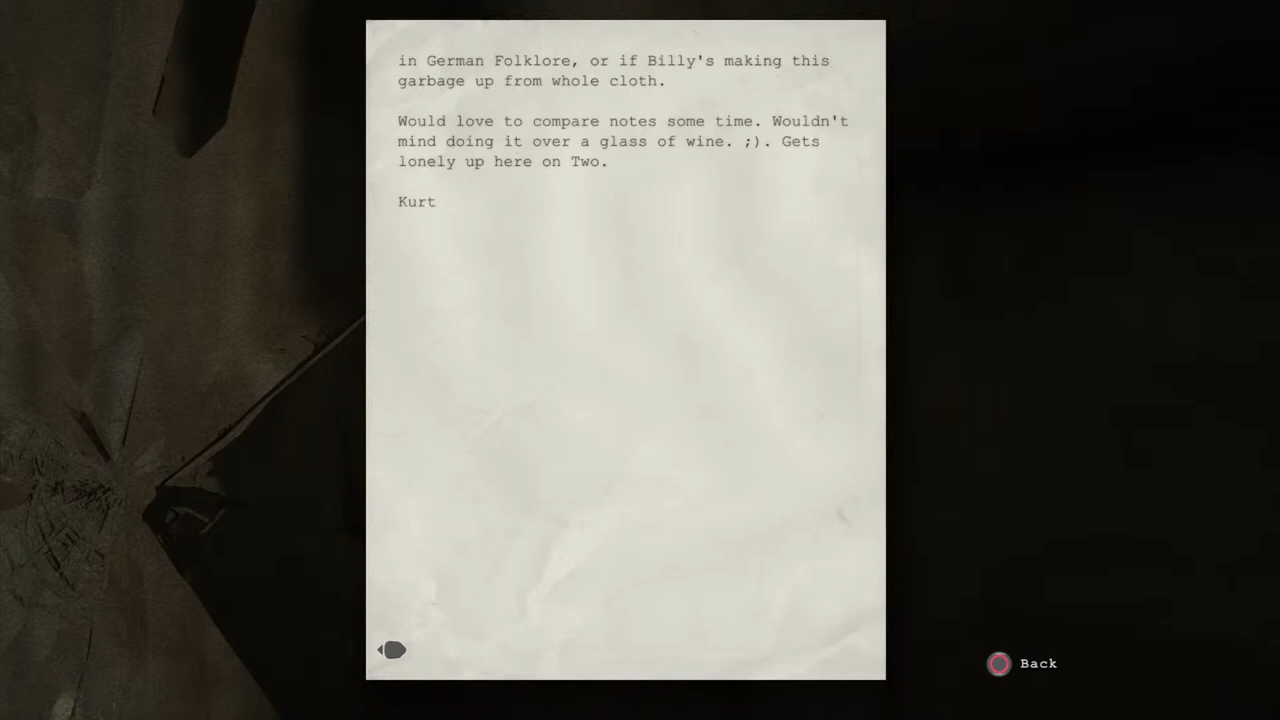 in German Folklore, or if Billy's making this
garbage up from whole cloth.
Would love to compare notes some time. Wouldn't
mind doing it over a glass of wine. ;). Gets
lonely up here on Two.
Kurt
Back